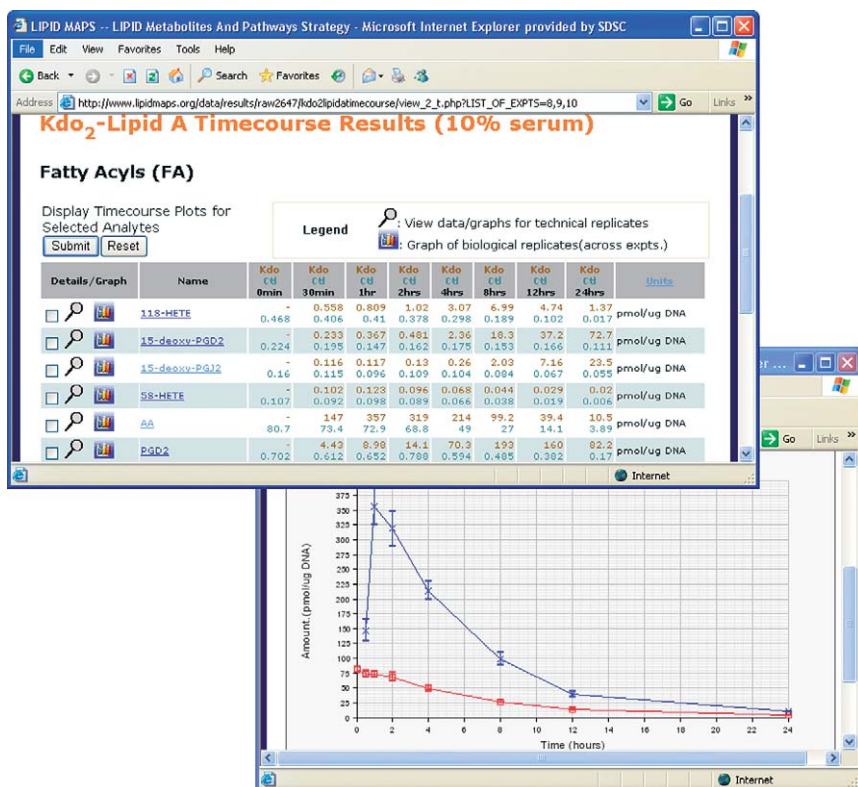 LIPID MAPS -- LIPID Metabolites And Pathways Strategy - Microsoft Internet Explorer provided by SDSC
File Edit View Favorites Tools Help
Back Search Favorites
Address http://www.lipidmaps.org/data/results/raw2647/kdo2lipidatimecourse/view_2_t.php?LIST_OF_EXPTS=8,9,10 Go Links »
Kdo2-Lipid A Timecourse Results (10% serum)
Fatty Acyls (FA)
Display Timecourse Plots for
Selected Analytes
Submit Reset
Legend
: View data/graphs for technical replicates
: Graph of biological replicates(across expts.)
Details/Graph Name Kdo Ctl 0min Kdo Ctl 30min Kdo Ctl 1hr Kdo Ctl 2hrs Kdo Ctl 4hrs Kdo Ctl 8hrs Kdo Ctl 12hrs Kdo Ctl 24hrs Units
11β-HETE - 0.558 0.809 1.02 3.07 6.99 4.74 1.37 pmol/ug DNA
0.468 0.406 0.41 0.378 0.298 0.189 0.102 0.017
15-deoxy-PGD2 - 0.233 0.367 0.481 2.36 18.3 37.2 72.7 pmol/ug DNA
0.224 0.195 0.147 0.162 0.175 0.153 0.166 0.111
15-deoxy-PGJ2 - 0.116 0.117 0.13 0.26 2.03 7.16 23.5 pmol/ug DNA
0.16 0.115 0.096 0.109 0.104 0.084 0.067 0.055
5β-HETE - 0.102 0.123 0.096 0.068 0.044 0.029 0.02 pmol/ug DNA
0.107 0.092 0.098 0.089 0.066 0.038 0.019 0.006
AA - 147 357 319 214 99.2 39.4 10.5 pmol/ug DNA
80.7 73.4 72.9 68.8 49 27 14.1 3.89
PGD2 - 4.43 8.98 14.1 70.3 193 160 82.2 pmol/ug DNA
0.702 0.612 0.652 0.788 0.594 0.485 0.382 0.17
Internet
er ...
Go Links »
375
350
325
300
275
250
225
200
175
150
125
100
75
50
25
0
Amount.(pmol/ug DNA)
0 2 4 6 8 10 12 14 16 18 20 22 24
Time (hours)
Internet